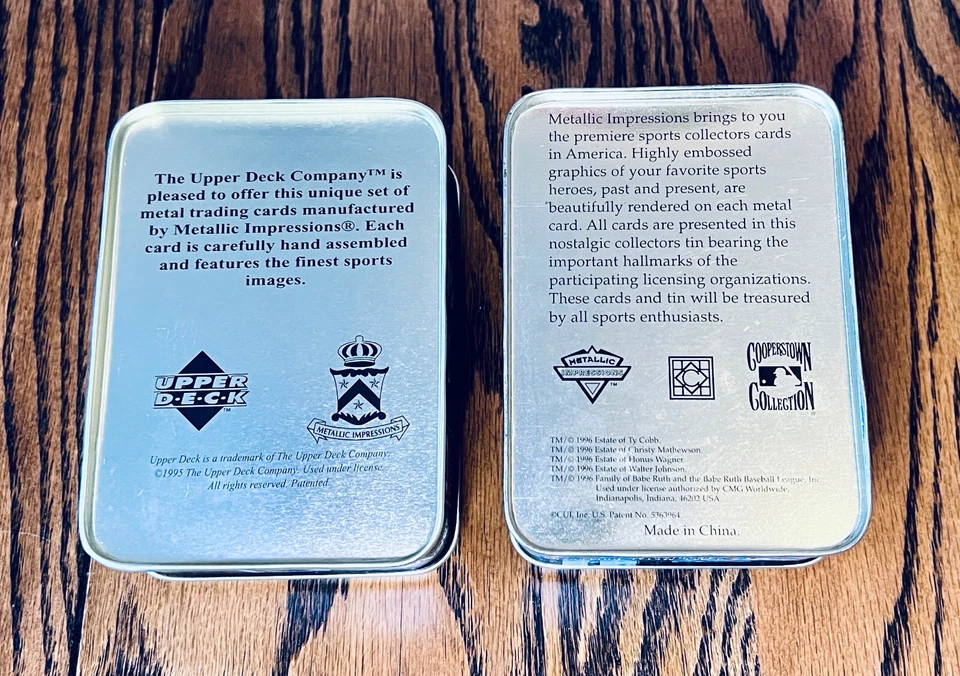 The Upper Deck Company™ is
pleased to offer this unique set of
metal trading cards manufactured
by Metallic Impressions®. Each
card is carefully hand assembled
and features the finest sports
images.
UPPER
D·E·C·K
TM
METALLIC IMPRESSIONS
Upper Deck is a trademark of The Upper Deck Company.
©1995 The Upper Deck Company. Used under license.
All rights reserved. Patented.
Metallic Impressions brings to you
the premiere sports collectors cards
in America. Highly embossed
graphics of your favorite sports
heroes, past and present, are
beautifully rendered on each metal
card. All cards are presented in this
nostalgic collectors tin bearing the
important hallmarks of the
participating licensing organizations.
These cards and tin will be treasured
by all sports enthusiasts.
METALLIC
IMPRESSIONS
TM
COOPERSTOWN
COLLECTION
TM/© 1996 Estate of Ty Cobb.
TM/© 1996 Estate of Christy Mathewson.
TM/© 1996 Estate of Honus Wagner.
TM/© 1996 Estate of Walter Johnson.
TM/© 1996 Family of Babe Ruth and the Babe Ruth Baseball League, Inc.
Used under license authorized by CMG Worldwide,
Indianapolis, Indiana, 46202 USA
©CUI, Inc. U.S. Patent No. 5363964
Made in China.